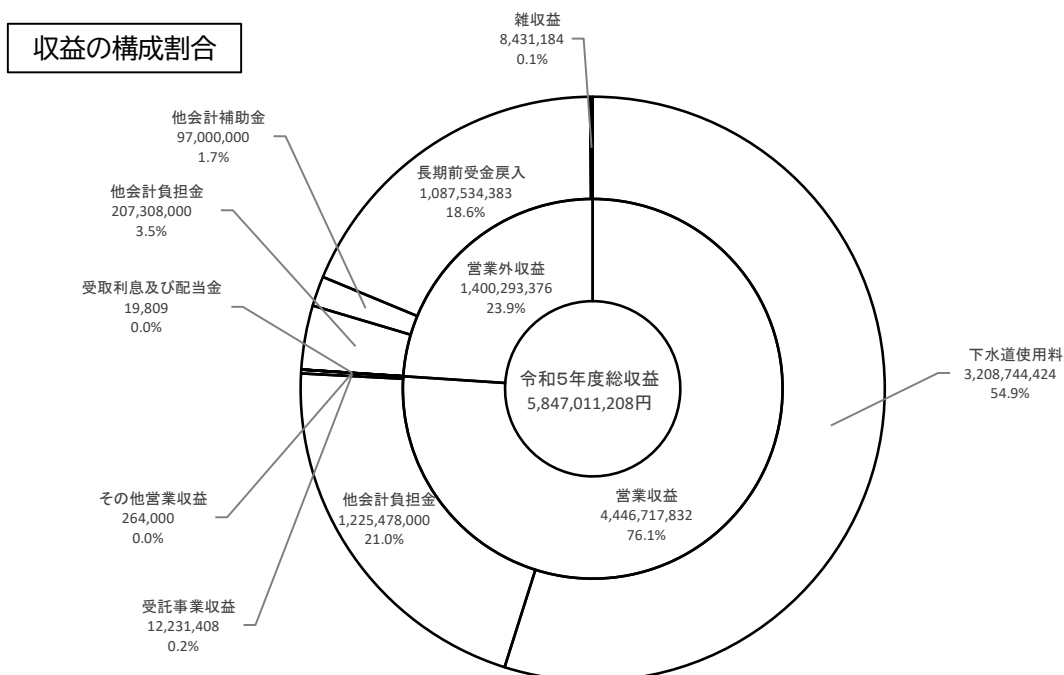 収益の構成割合
雑収益
8,431,184
0.1%
他会計補助金
97,000,000
1.7%
長期前受金戻入
1,087,534,383
18.6%
他会計負担金
207,308,000
3.5%
営業外収益
1,400,293,376
23.9%
受取利息及び配当金
19,809
0.0%
令和5年度総収益
5,847,011,208円
下水道使用料
3,208,744,424
54.9%
その他営業収益
264,000
0.0%
他会計負担金
1,225,478,000
21.0%
営業収益
4,446,717,832
76.1%
受託事業収益
12,231,408
0.2%